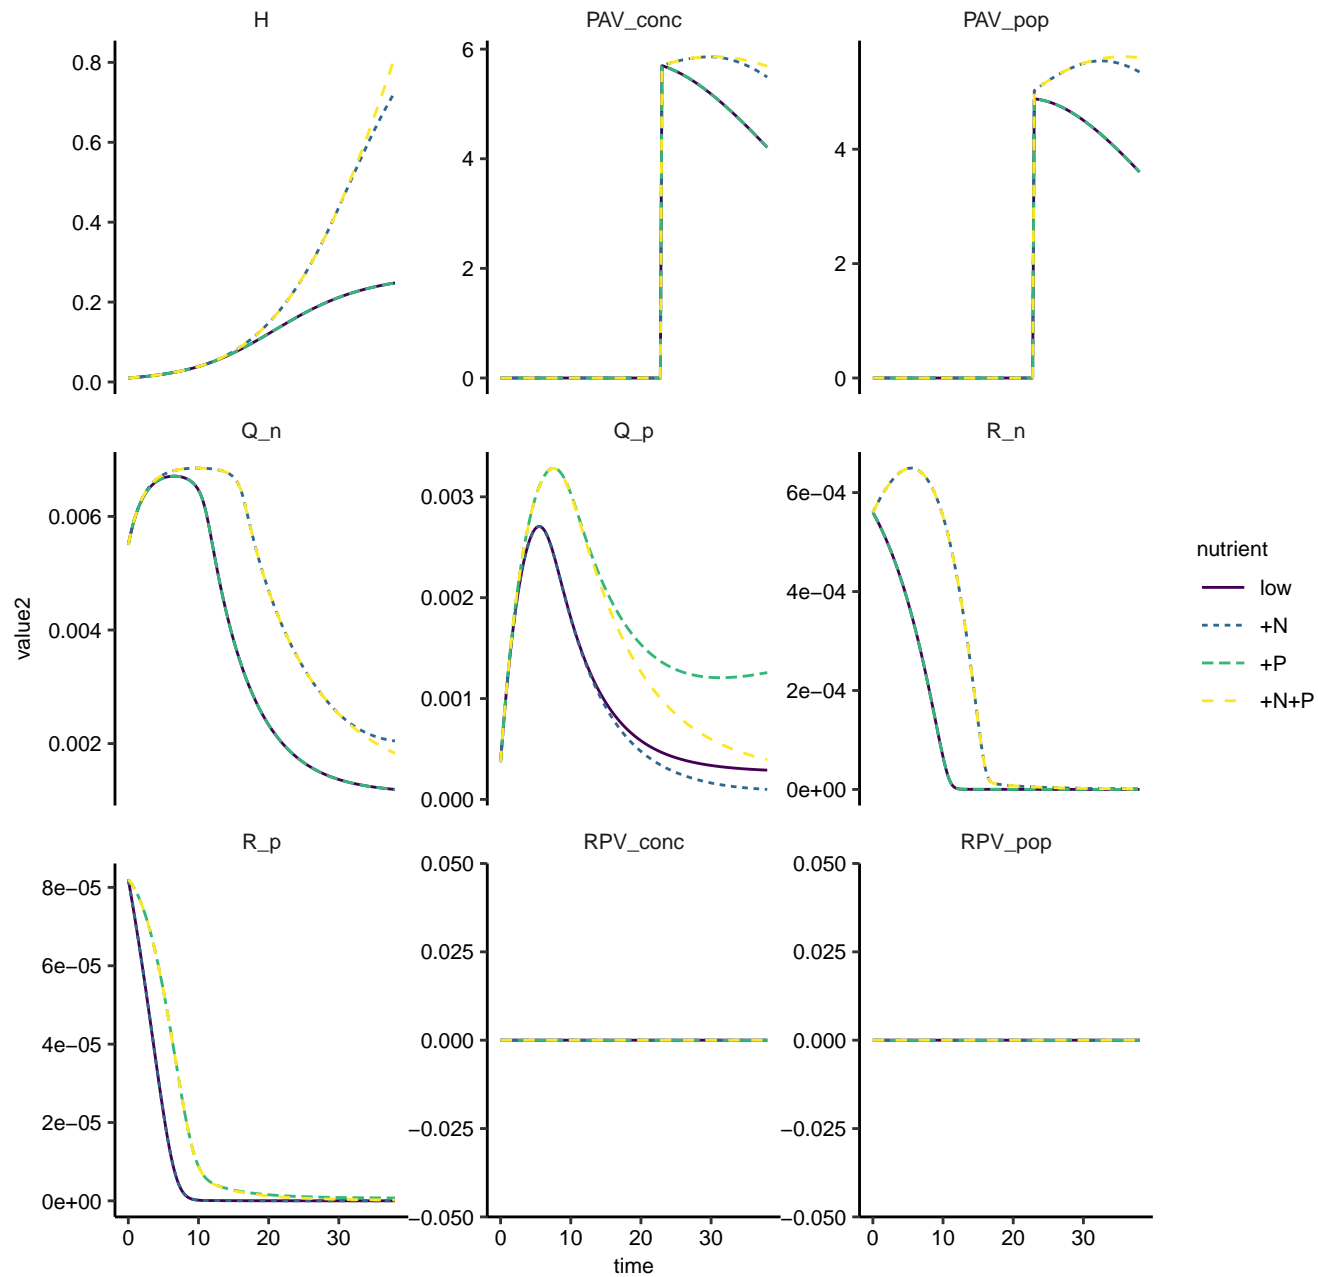 H
PAV_conc
PAV_pop
0.8
0.6
0.4
0.2
0.0
6
4
2
0
4
2
0
Q_n
Q_p
R_n
0.006
0.004
0.002
0.003
0.002
0.001
0.000
6e−04
4e−04
2e−04
0e+00
value2
nutrient
low
+N
+P
+N+P
R_p
RPV_conc
RPV_pop
8e−05
6e−05
4e−05
2e−05
0e+00
0.050
0.025
0.000
−0.025
−0.050
0.050
0.025
0.000
−0.025
−0.050
0 10 20 30
0 10 20 30
0 10 20 30
time